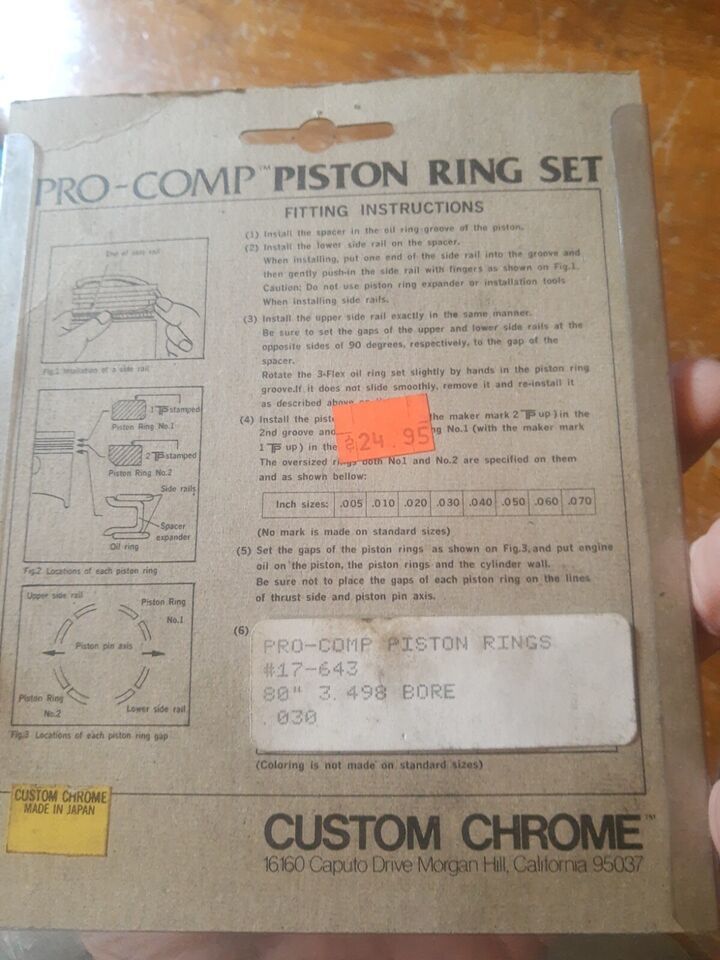 PRO-COMP™ PISTON RING SET
FITTING INSTRUCTIONS
(1) Install the spacer in the oil ring groove of the piston.
(2) Install the lower side rail on the spacer.
When installing, put one end of the side rail into the groove and
then gently push-in the side rail with fingers as shown on Fig.1.
Caution: Do not use piston ring expander or installation tools
When installing side rails.
(3) Install the upper side rail exactly in the same manner.
Be sure to set the gaps of the upper and lower side rails at the
opposite sides of 90 degrees, respectively, to the gap of the
spacer.
Rotate the 3-Flex oil ring set slightly by hands in the piston ring
groove.If it does not slide smoothly, remove it and re-install it
as described above
(4) Install the the maker mark 2 up) in the
2nd groove and No.1 (with the maker mark
1 up) in the
The oversized rings both No1 and No.2 are specified on them
and as shown bellow:
Inch sizes: .005 .010 .020 .030 .040 .050 .060 .070
(No mark is made on standard sizes)
(5) Set the gaps of the piston rings as shown on Fig.3, and put engine
oil on the piston, the piston rings and the cylinder wall.
Be sure not to place the gaps of each piston ring on the lines
of thrust side and piston pin axis.
(6)
$24.95
PRO-COMP PISTON RINGS
#17-643
80" 3.498 BORE
.030
(Coloring is not made on standard sizes)
End of side rail
Fig.1 Installation of a side rail
1 stamped
Piston Ring No.1
2 stamped
Piston Ring No.2
Side rails
Spacer
expander
Oil ring
Fig.2 Locations of each piston ring
Upper side rail
Piston Ring
No.1
Piston pin axis
Piston Ring
No.2
Lower side rail
Fig.3 Locations of each piston ring gap
CUSTOM CHROME
MADE IN JAPAN
CUSTOM CHROME™
16160 Caputo Drive Morgan Hill, California 95037